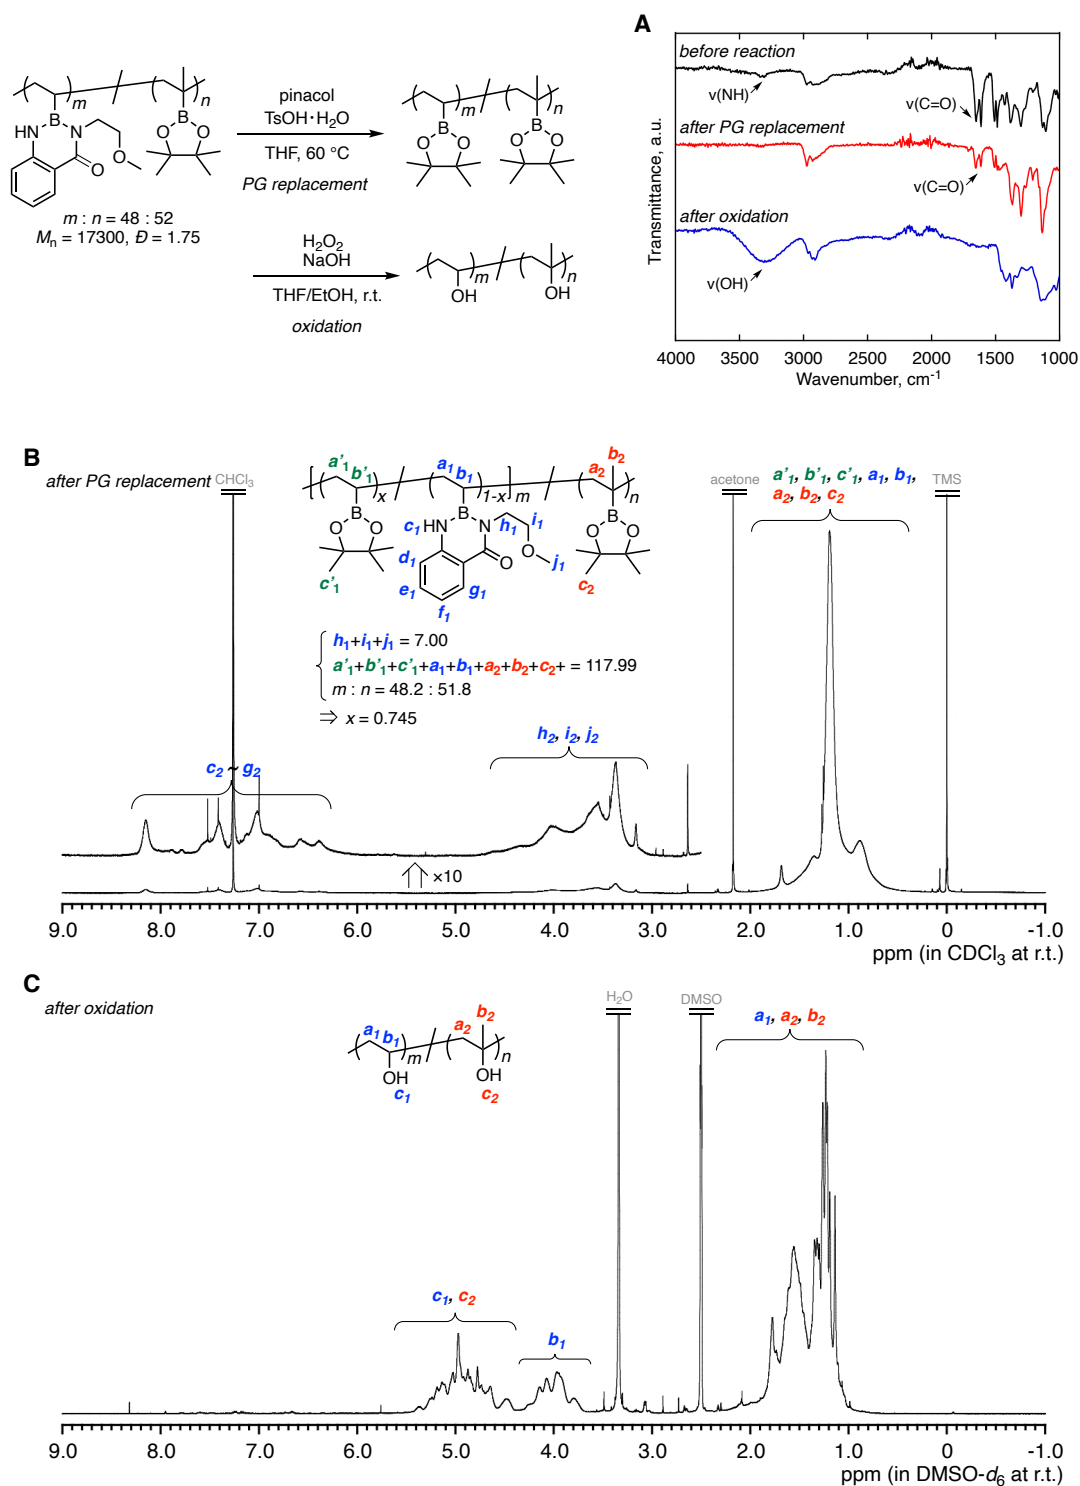 A
m
n
B
HN
N
O
O
B
O
O
pinacol
TsOH·H₂O
THF, 60 °C
PG replacement
m
n
B
O
O
B
O
O
m : n = 48 : 52
Mn = 17300, Đ = 1.75
H₂O₂
NaOH
THF/EtOH, r.t.
oxidation
m
n
OH
OH
before reaction
ν(NH)
ν(C=O)
after PG replacement
ν(C=O)
after oxidation
ν(OH)
Transmittance, a.u.
4000 3500 3000 2500 2000 1500 1000
Wavenumber, cm⁻¹
B
after PG replacement
CHCl₃
a'₁ b'₁
a₁ b₁
a₂ b₂
x
1-x
m
n
B
O
O
c'₁
B
c₁ HN
N
h₁
i₁
O
j₁
O
d₁
e₁
f₁
g₁
B
O
O
c₂
h₁+i₁+j₁ = 7.00
a'₁+b'₁+c'₁+a₁+b₁+a₂+b₂+c₂+ = 117.99
m : n = 48.2 : 51.8
⇒ x = 0.745
acetone
a'₁, b'₁, c'₁, a₁, b₁,
a₂, b₂, c₂
TMS
c₂ ~ g₂
h₂, i₂, j₂
×10
9.0 8.0 7.0 6.0 5.0 4.0 3.0 2.0 1.0 0 -1.0
ppm (in CDCl₃ at r.t.)
C
after oxidation
a₁ b₁
a₂
b₂
m
n
OH
c₁
OH
c₂
H₂O
DMSO
a₁, a₂, b₂
c₁, c₂
b₁
9.0 8.0 7.0 6.0 5.0 4.0 3.0 2.0 1.0 0 -1.0
ppm (in DMSO-d₆ at r.t.)